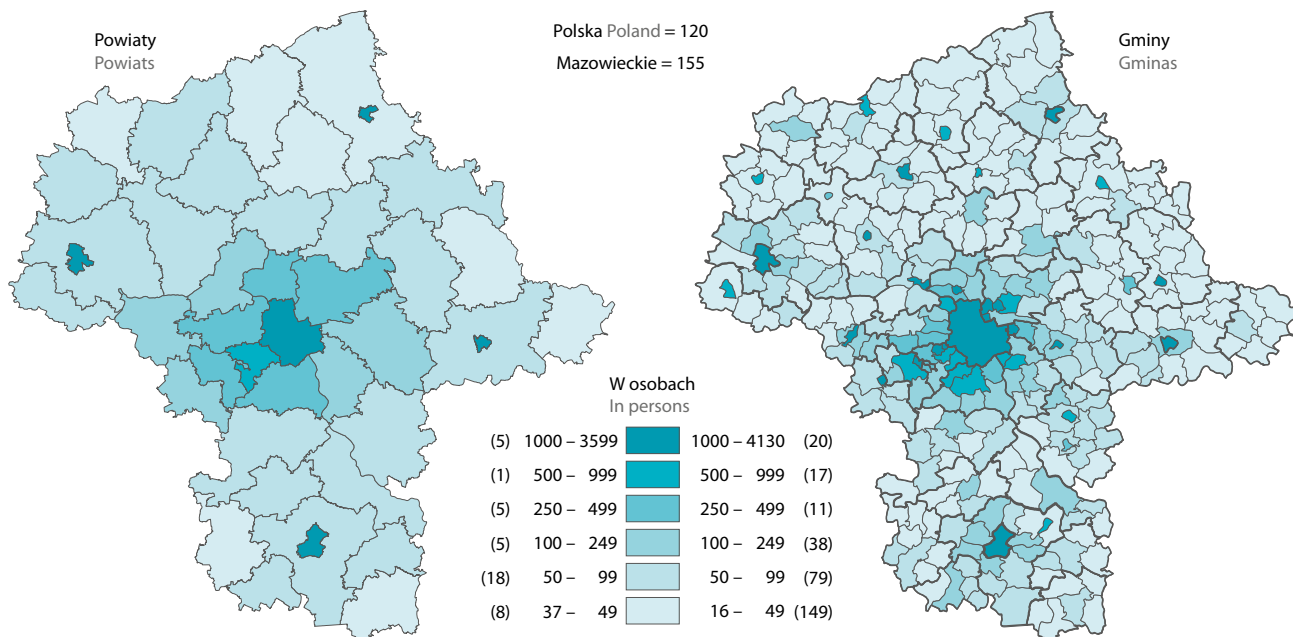 Powiaty
Powiats
Polska Poland = 120
Mazowieckie = 155
Gminy
Gminas
W osobach
In persons
(5) 1000 – 3599 1000 – 4130 (20)
(1) 500 – 999 500 – 999 (17)
(5) 250 – 499 250 – 499 (11)
(5) 100 – 249 100 – 249 (38)
(18) 50 – 99 50 – 99 (79)
(8) 37 – 49 16 – 49 (149)